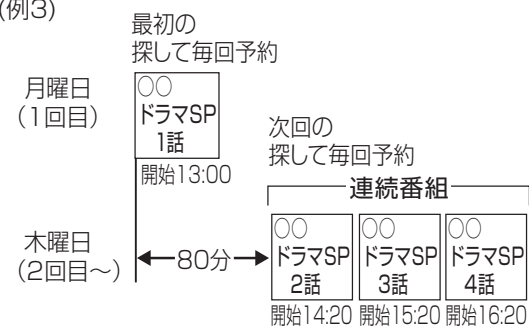 (例3)
最初の
探して毎回予約
月曜日
(1回目)
○○
ドラマSP
1話
開始13:00
次回の
探して毎回予約
連続番組
木曜日
(2回目~)
80分
○○
ドラマSP
2話
開始14:20
○○
ドラマSP
3話
開始15:20
○○
ドラマSP
4話
開始16:20